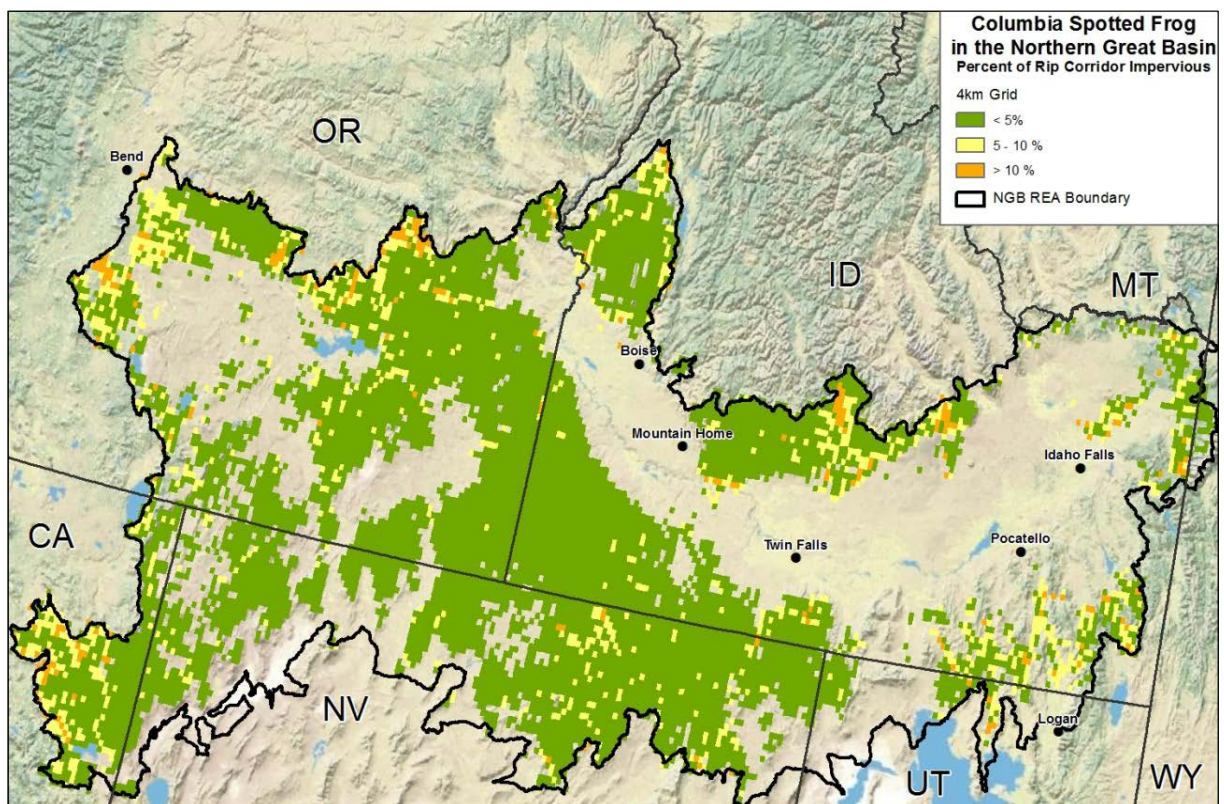 Columbia Spotted Frog
in the Northern Great Basin
Percent of Rip Corridor Impervious
4km Grid
< 5%
5 - 10 %
> 10 %
NGB REA Boundary
OR
Bend
ID
MT
Boise
Mountain Home
Idaho Falls
CA
Twin Falls
Pocatello
NV
Logan
UT
WY